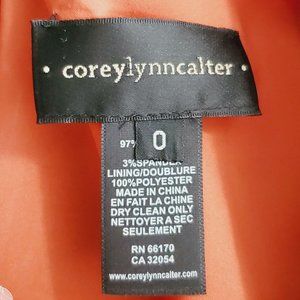 · coreylynncalter ·
0
97%
3%SPANDEX
LINING/DOUBLURE
100%POLYESTER
MADE IN CHINA
EN FAIT LA CHINE
DRY CLEAN ONLY
NETTOYER A SEC
SEULEMENT
RN 66170
CA 32054
www.coreylynncalter.com